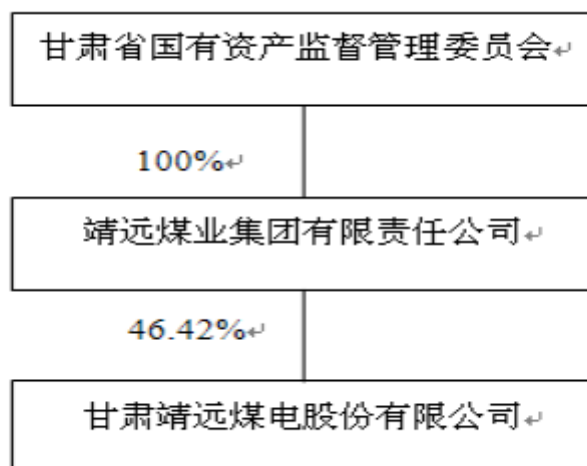 甘肃省国有资产监督管理委员会↵
100%↵
靖远煤业集团有限责任公司↵
46.42%↵
甘肃靖远煤电股份有限公司↵